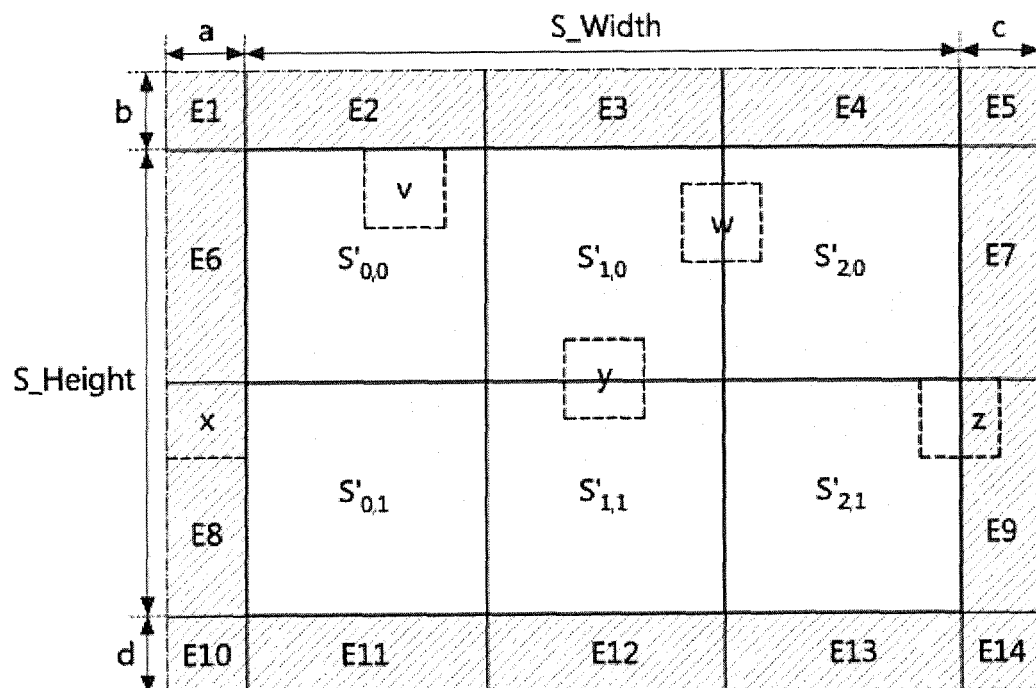 a S_Width c
b E1 E2 E3 E4 E5
v w
E6 S'0,0 S'1,0 S'2,0 E7
S_Height
x y z
S'0,1 S'1,1 S'2,1
E8 E9
d E10 E11 E12 E13 E14